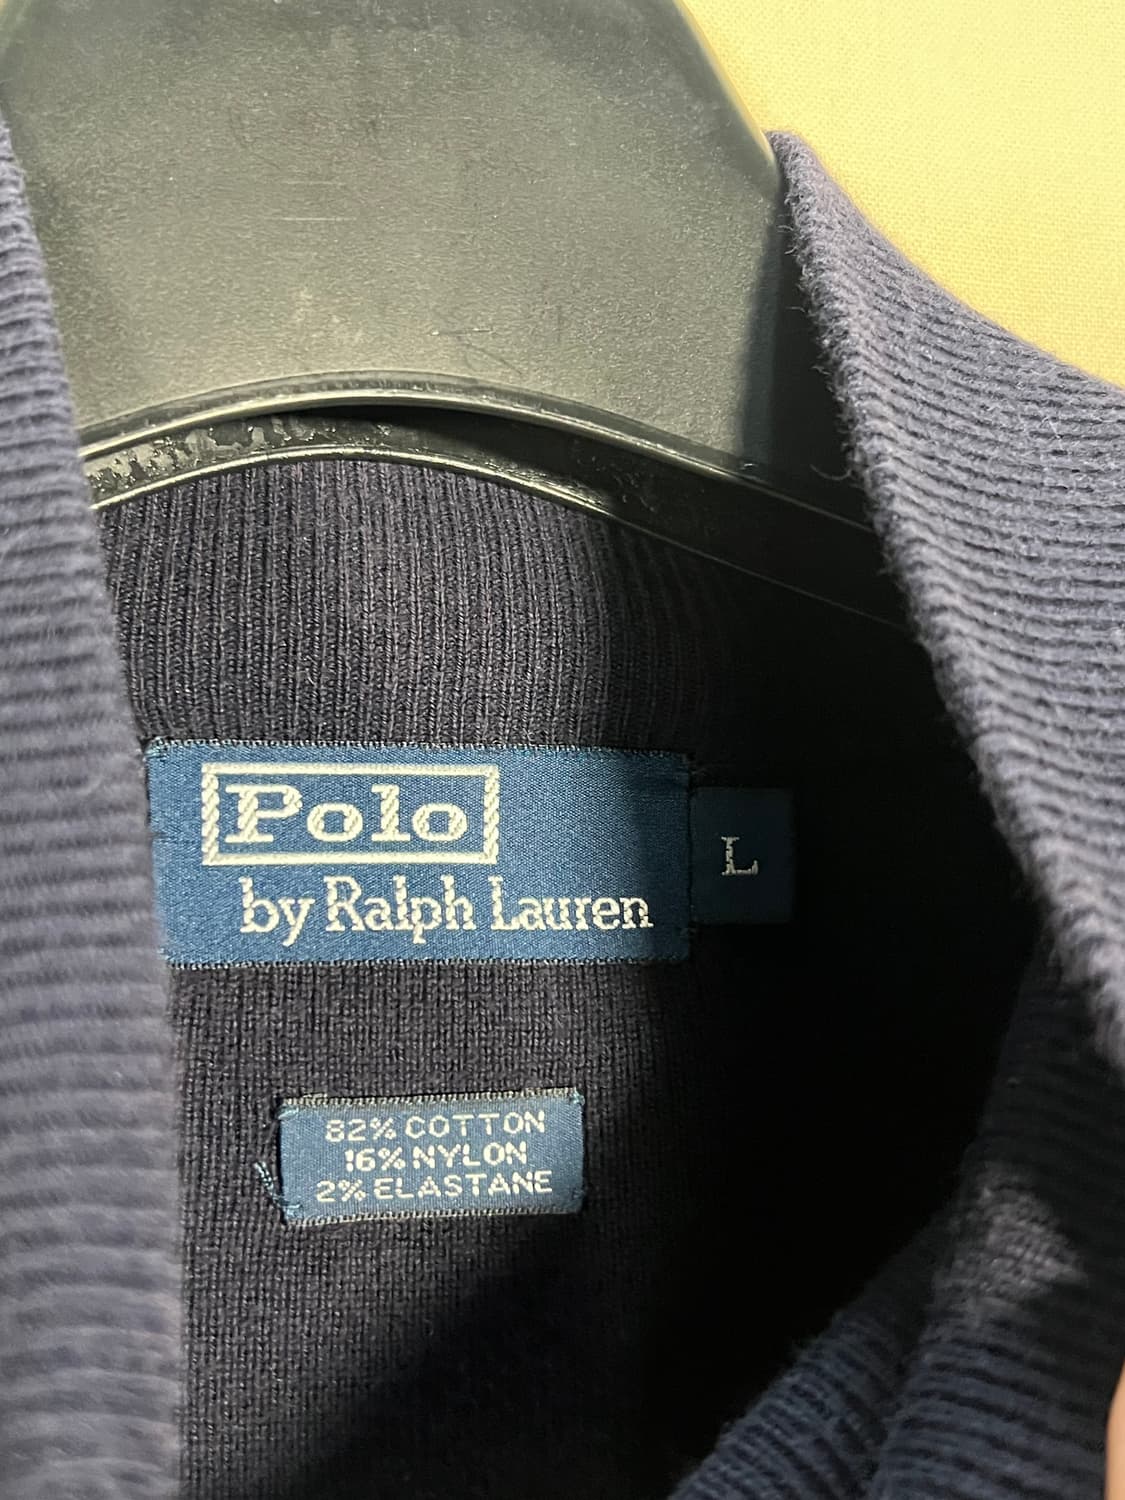 Polo
by Ralph Lauren
L
82% COTTON
16% NYLON
2% ELASTANE